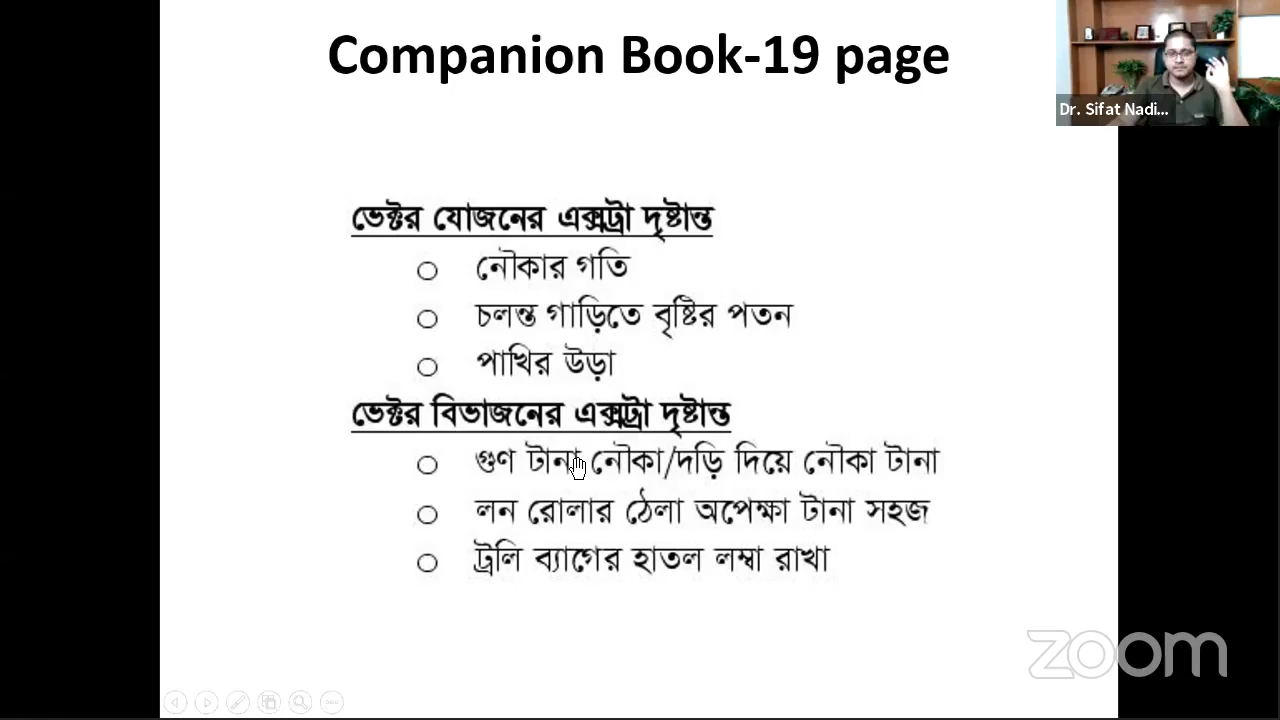 Companion Book-19 page
Dr. Sifat Nadi...
ভেক্টর যোজনের এক্সট্রা দৃষ্টান্ত
নৌকার গতি
চলন্ত গাড়িতে বৃষ্টির পতন
পাখির উড়া
ভেক্টর বিভাজনের এক্সট্রা দৃষ্টান্ত
গুণ টানা নৌকা/দড়ি দিয়ে নৌকা টানা
লন রোলার ঠেলা অপেক্ষা টানা সহজ
ট্রলি ব্যাগের হাতল লম্বা রাখা
zoom